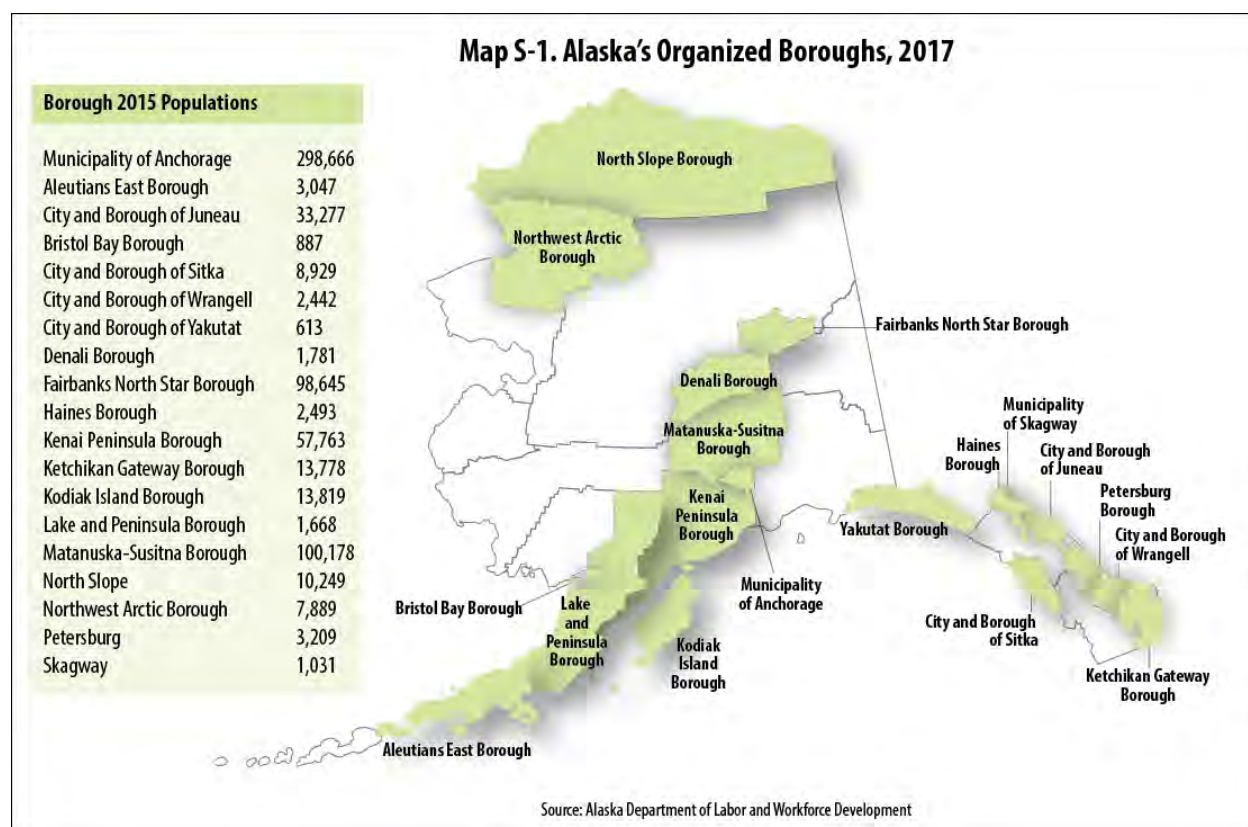 Map S-1. Alaska's Organized Boroughs, 2017
Borough 2015 Populations
Municipality of Anchorage 298,666
Aleutians East Borough 3,047
City and Borough of Juneau 33,277
Bristol Bay Borough 887
City and Borough of Sitka 8,929
City and Borough of Wrangell 2,442
City and Borough of Yakutat 613
Denali Borough 1,781
Fairbanks North Star Borough 98,645
Haines Borough 2,493
Kenai Peninsula Borough 57,763
Ketchikan Gateway Borough 13,778
Kodiak Island Borough 13,819
Lake and Peninsula Borough 1,668
Matanuska-Susitna Borough 100,178
North Slope 10,249
Northwest Arctic Borough 7,889
Petersburg 3,209
Skagway 1,031
North Slope Borough
Northwest Arctic
Borough
Fairbanks North Star Borough
Denali Borough
Matanuska-Susitna
Borough
Kenai
Peninsula
Borough
Municipality
of Anchorage
Bristol Bay Borough
Lake
and
Peninsula
Borough
Kodiak
Island
Borough
Aleutians East Borough
Yakutat Borough
Haines
Borough
Municipality
of Skagway
City and Borough
of Juneau
Petersburg
Borough
City and Borough
of Wrangell
City and Borough
of Sitka
Ketchikan Gateway
Borough
Source: Alaska Department of Labor and Workforce Development